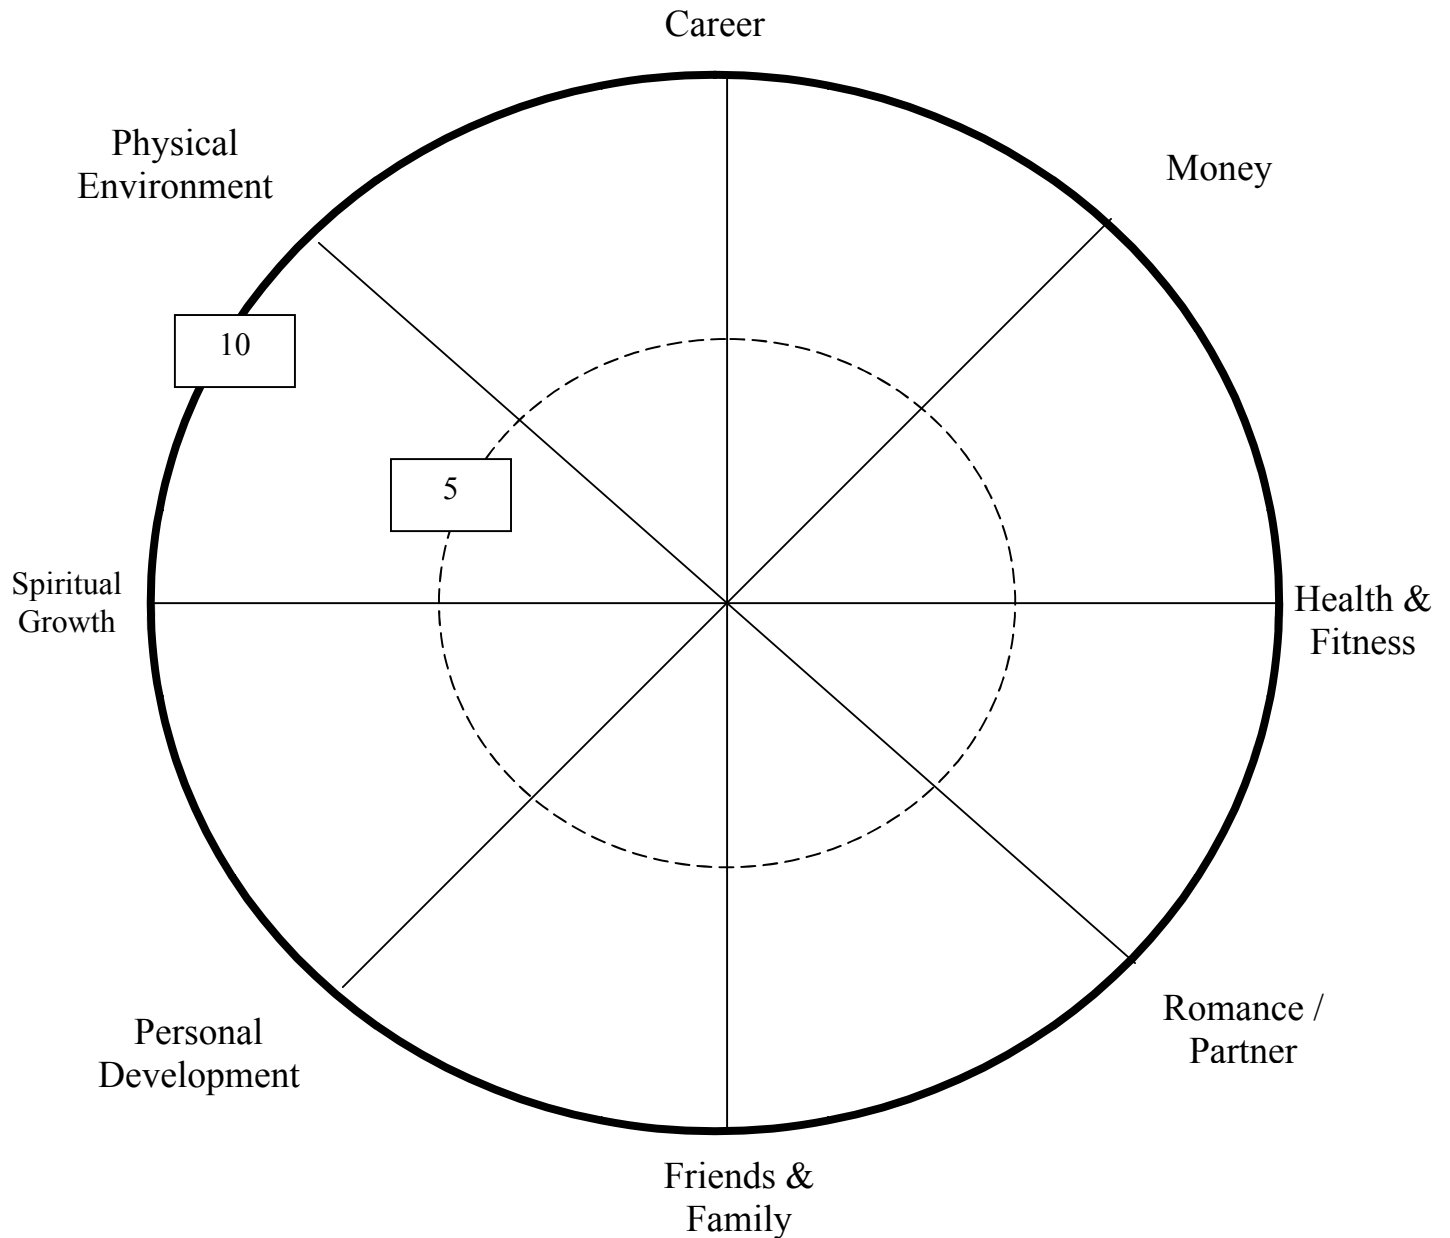 Career
Physical
Environment
Money
10
5
Spiritual
Growth
Health &
Fitness
Romance /
Partner
Personal
Development
Friends &
Family